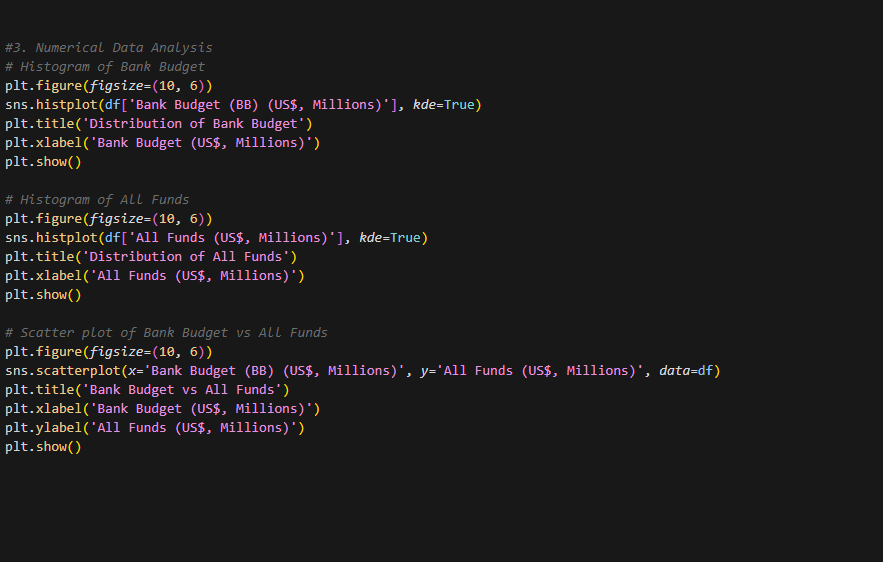 #3. Numerical Data Analysis
# Histogram of Bank Budget
plt.figure(figsize=(10, 6))
sns.histplot(df['Bank Budget (BB) (US$, Millions)'], kde=True)
plt.title('Distribution of Bank Budget')
plt.xlabel('Bank Budget (US$, Millions)')
plt.show()

# Histogram of All Funds
plt.figure(figsize=(10, 6))
sns.histplot(df['All Funds (US$, Millions)'], kde=True)
plt.title('Distribution of All Funds')
plt.xlabel('All Funds (US$, Millions)')
plt.show()

# Scatter plot of Bank Budget vs All Funds
plt.figure(figsize=(10, 6))
sns.scatterplot(x='Bank Budget (BB) (US$, Millions)', y='All Funds (US$, Millions)', data=df)
plt.title('Bank Budget vs All Funds')
plt.xlabel('Bank Budget (US$, Millions)')
plt.ylabel('All Funds (US$, Millions)')
plt.show()